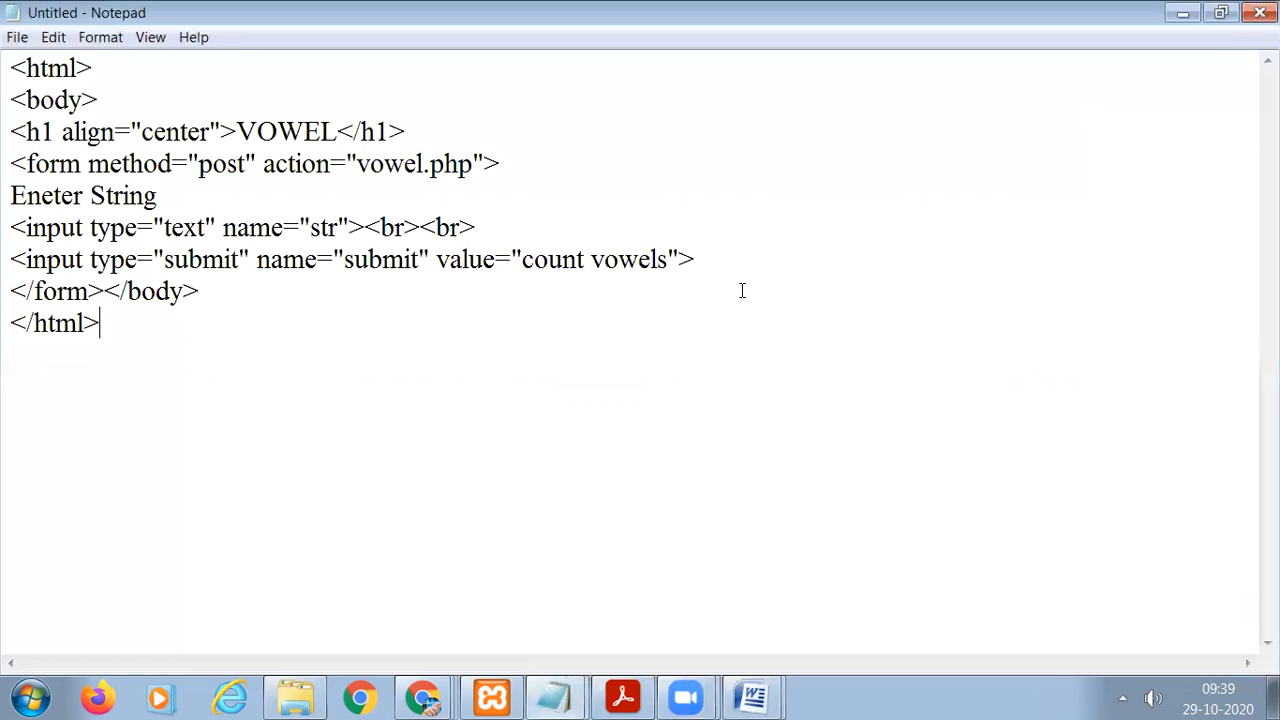 Untitled - Notepad
File Edit Format View Help
<html>
<body>
<h1 align="center">VOWEL</h1>
<form method="post" action="vowel.php">
Eneter String
<input type="text" name="str"><br><br>
<input type="submit" name="submit" value="count vowels">
</form></body>
</html>
09:39
29-10-2020